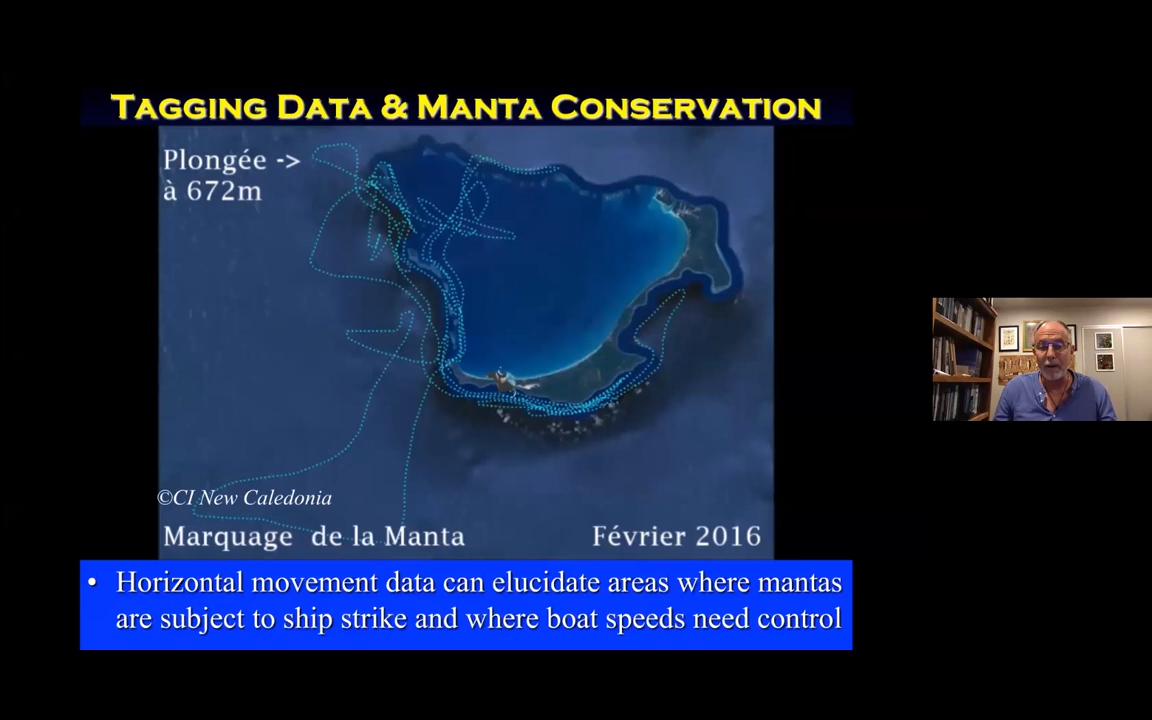 TAGGING DATA & MANTA CONSERVATION
Plongée ->
à 672m
©CI New Caledonia
Marquage de la Manta
Février 2016
• Horizontal movement data can elucidate areas where mantas
are subject to ship strike and where boat speeds need control